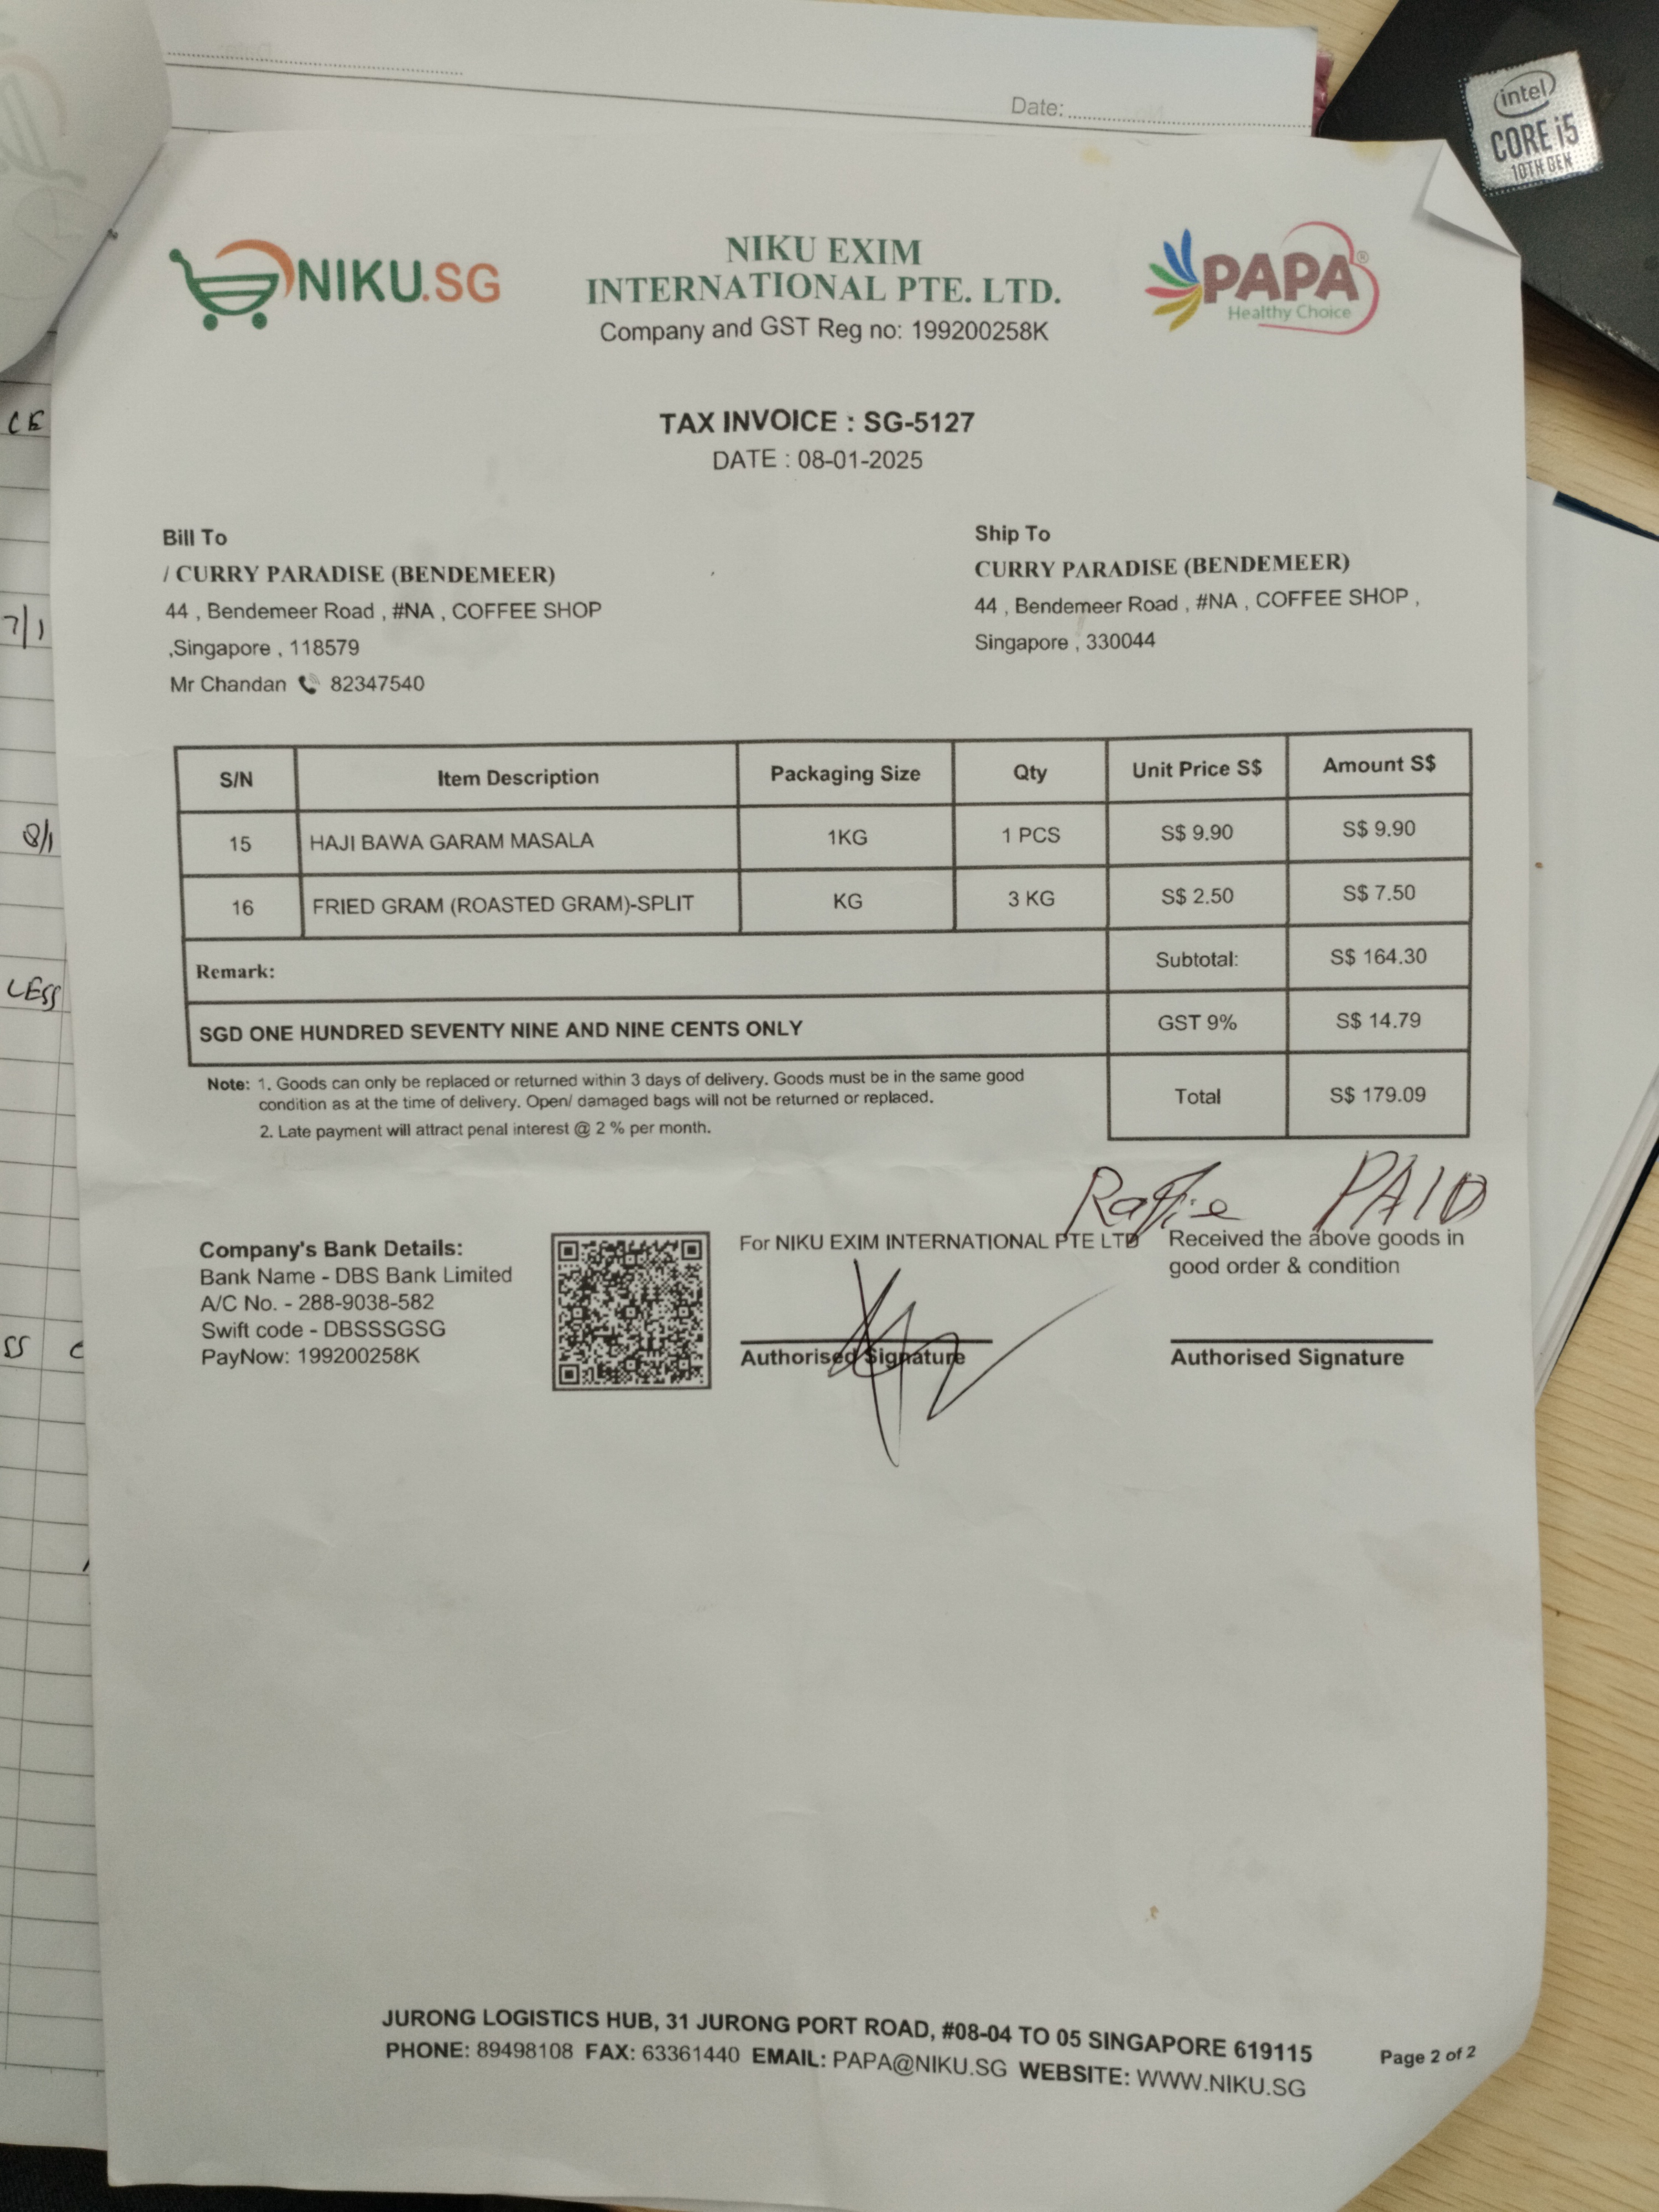 Date:
intel
CORE i5
10TH GEN
NIKU.SG
NIKU EXIM
INTERNATIONAL PTE. LTD.
Company and GST Reg no: 199200258K
PAPA®
Healthy Choice
TAX INVOICE : SG-5127
DATE : 08-01-2025
Bill To
/ CURRY PARADISE (BENDEMEER)
44 , Bendemeer Road , #NA , COFFEE SHOP
,Singapore , 118579
Mr Chandan 82347540
Ship To
CURRY PARADISE (BENDEMEER)
44 , Bendemeer Road , #NA , COFFEE SHOP ,
Singapore , 330044
S/N Item Description Packaging Size Qty Unit Price S$ Amount S$
15 HAJI BAWA GARAM MASALA 1KG 1 PCS S$ 9.90 S$ 9.90
16 FRIED GRAM (ROASTED GRAM)-SPLIT KG 3 KG S$ 2.50 S$ 7.50
Remark: Subtotal: S$ 164.30
SGD ONE HUNDRED SEVENTY NINE AND NINE CENTS ONLY GST 9% S$ 14.79
Total S$ 179.09
Note: 1. Goods can only be replaced or returned within 3 days of delivery. Goods must be in the same good
condition as at the time of delivery. Open/ damaged bags will not be returned or replaced.
2. Late payment will attract penal interest @ 2 % per month.
PAID
Company's Bank Details:
Bank Name - DBS Bank Limited
A/C No. - 288-9038-582
Swift code - DBSSSGSG
PayNow: 199200258K
For NIKU EXIM INTERNATIONAL PTE LTD
Authorised Signature
Received the above goods in
good order & condition
Authorised Signature
CE
7/1
8/1
LESS
SS
JURONG LOGISTICS HUB, 31 JURONG PORT ROAD, #08-04 TO 05 SINGAPORE 619115
PHONE: 89498108 FAX: 63361440 EMAIL: PAPA@NIKU.SG WEBSITE: WWW.NIKU.SG
Page 2 of 2